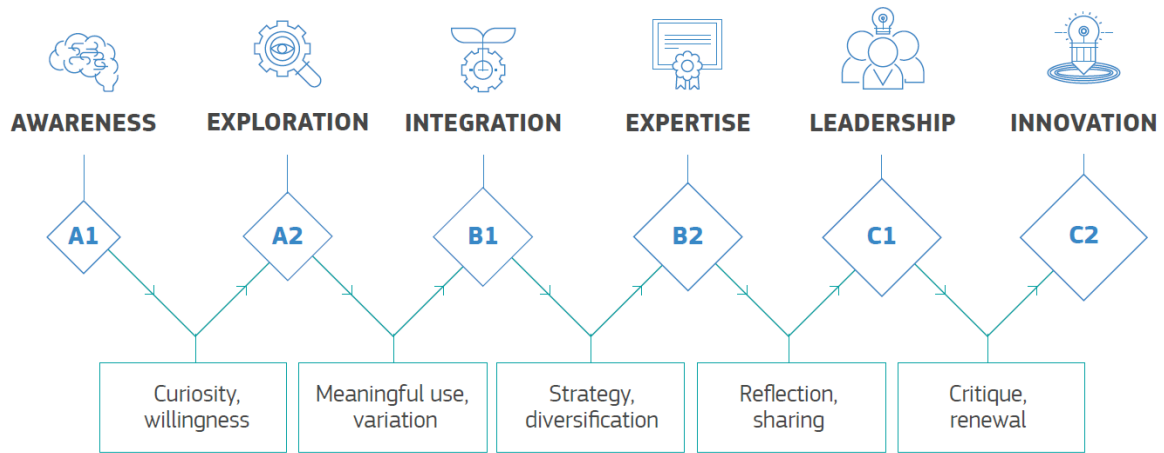 AWARENESS
EXPLORATION
INTEGRATION
EXPERTISE
LEADERSHIP
INNOVATION
A1
A2
B1
B2
C1
C2
Curiosity,
willingness
Meaningful use,
variation
Strategy,
diversification
Reflection,
sharing
Critique,
renewal